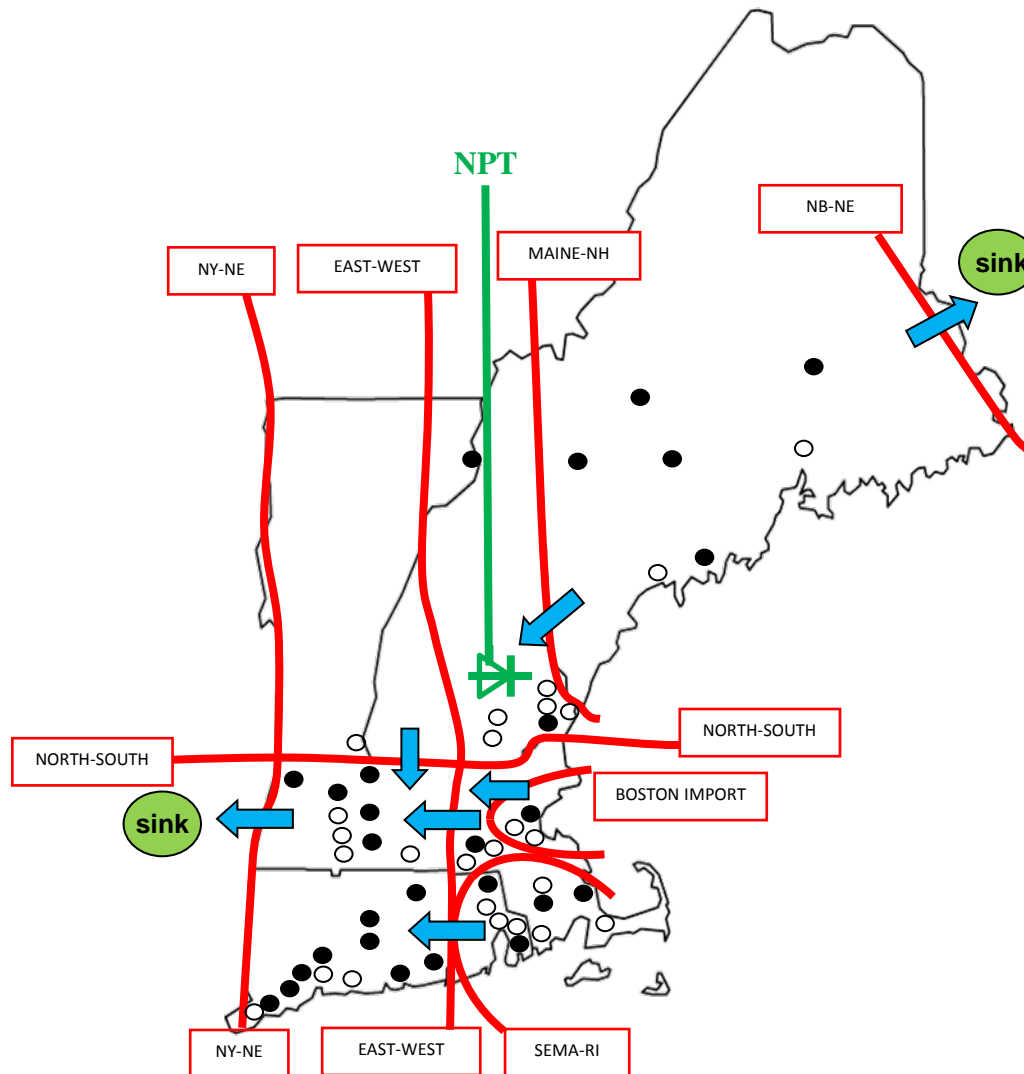 NPT
NB-NE
MAINE-NH
EAST-WEST
NY-NE
sink
NORTH-SOUTH
NORTH-SOUTH
BOSTON IMPORT
sink
NY-NE
EAST-WEST
SEMA-RI